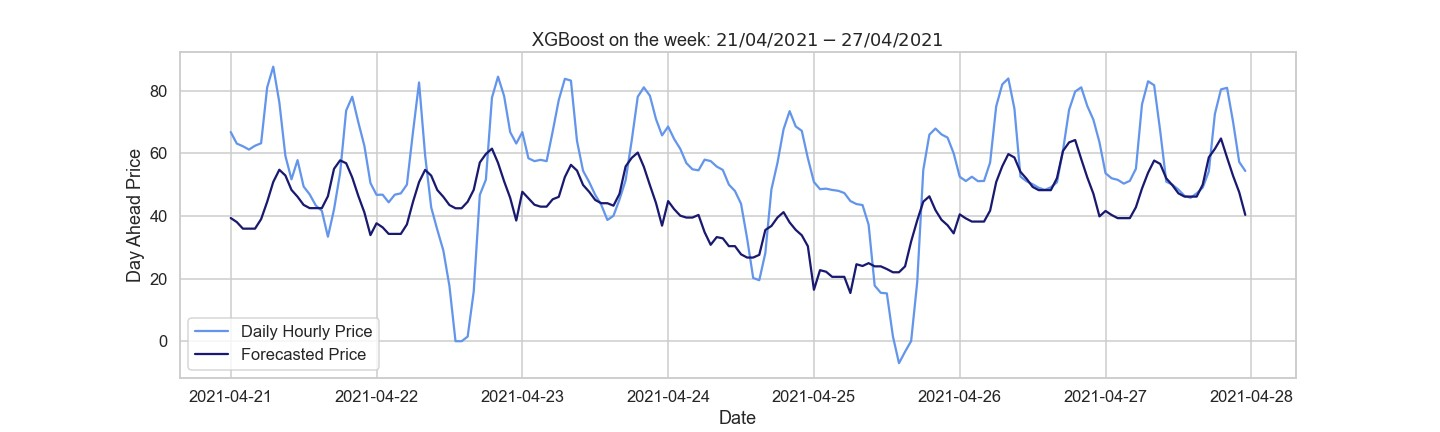 XGBoost on the week: 21/04/2021 − 27/04/2021
Day Ahead Price
80
60
40
20
0
Daily Hourly Price
Forecasted Price
2021-04-21 2021-04-22 2021-04-23 2021-04-24 2021-04-25 2021-04-26 2021-04-27 2021-04-28
Date